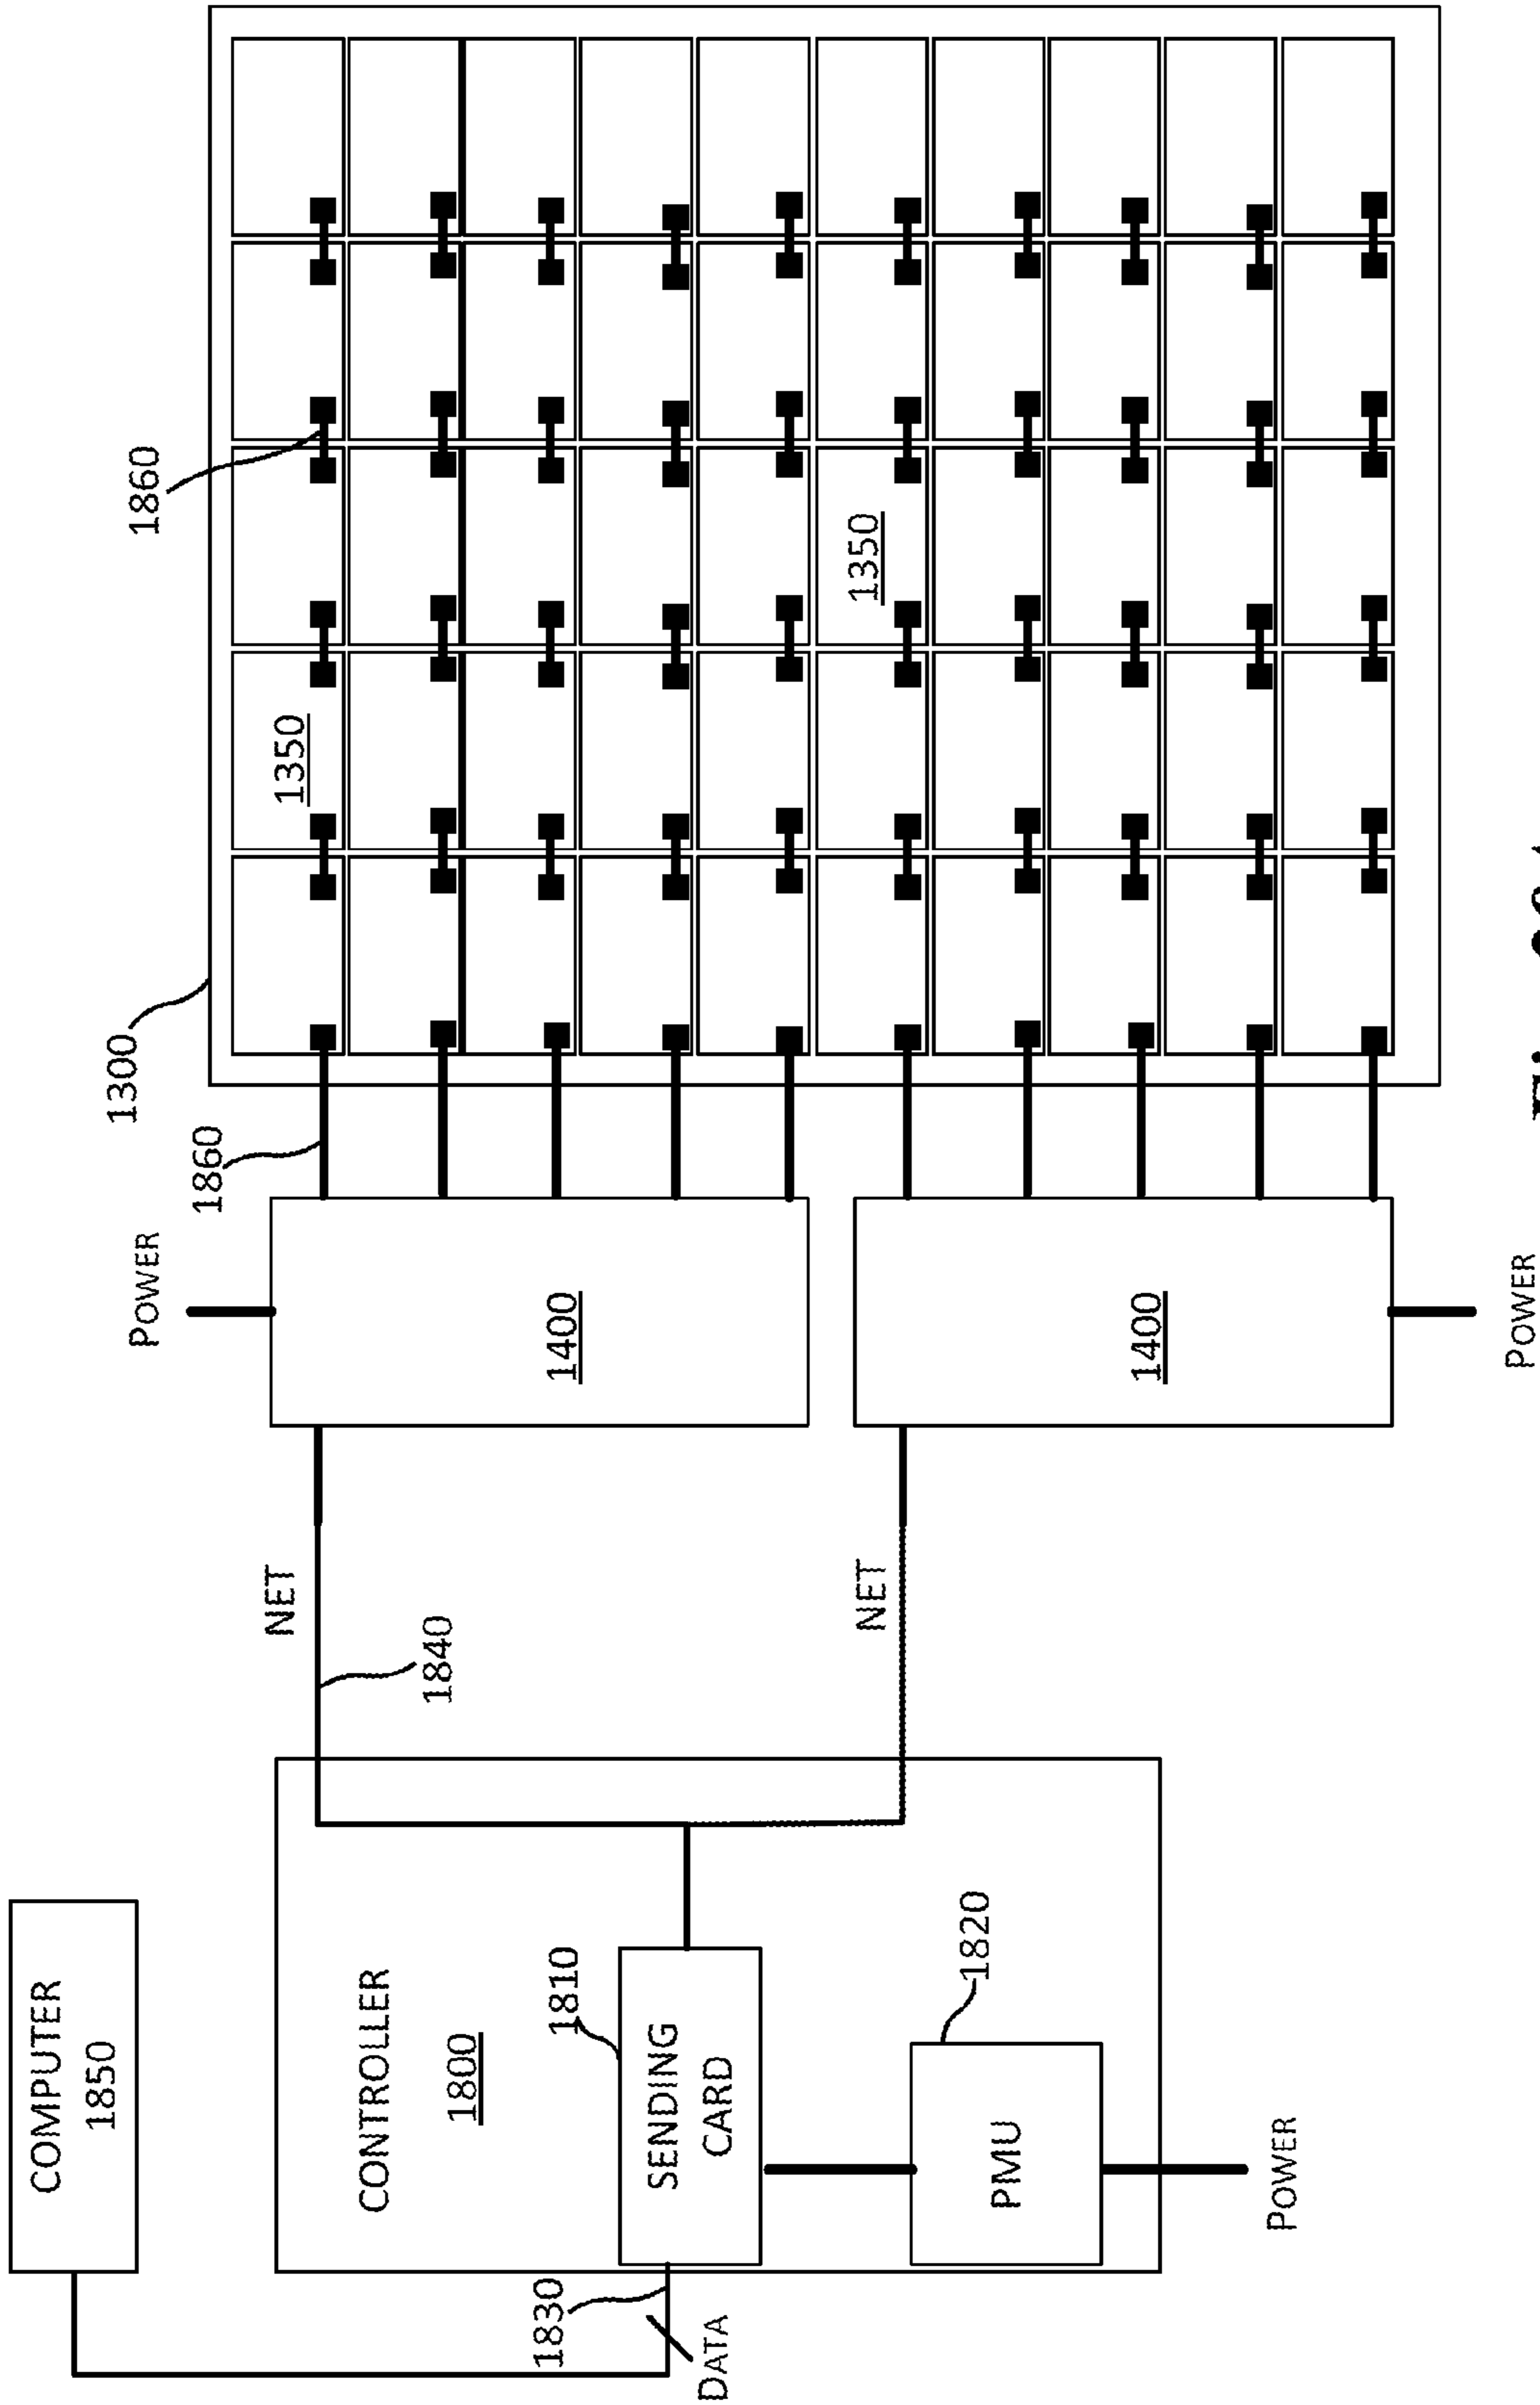 COMPUTER
1850
CONTROLLER
1800
1810
SENDING
CARD
1820
PMU
POWER
1830
DATA
NET
1840
NET
POWER
1400
1400
POWER
1860
1300
1860
1350
1350